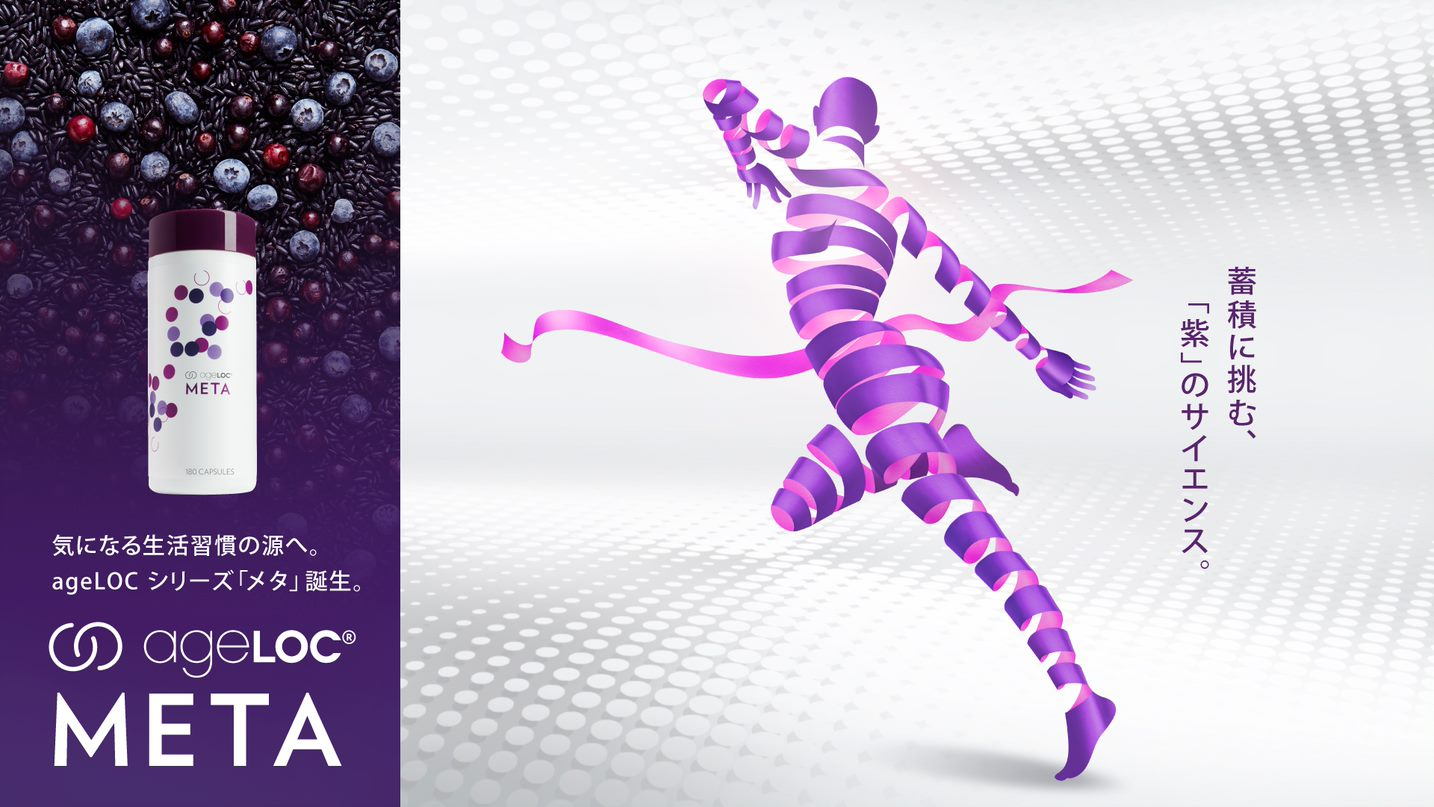 ageLOC
META
180 CAPSULES
気になる生活習慣の源へ。
ageLOC シリーズ「メタ」誕生。
ageLOC®
META
蓄積に挑む、
「紫」のサイエンス。